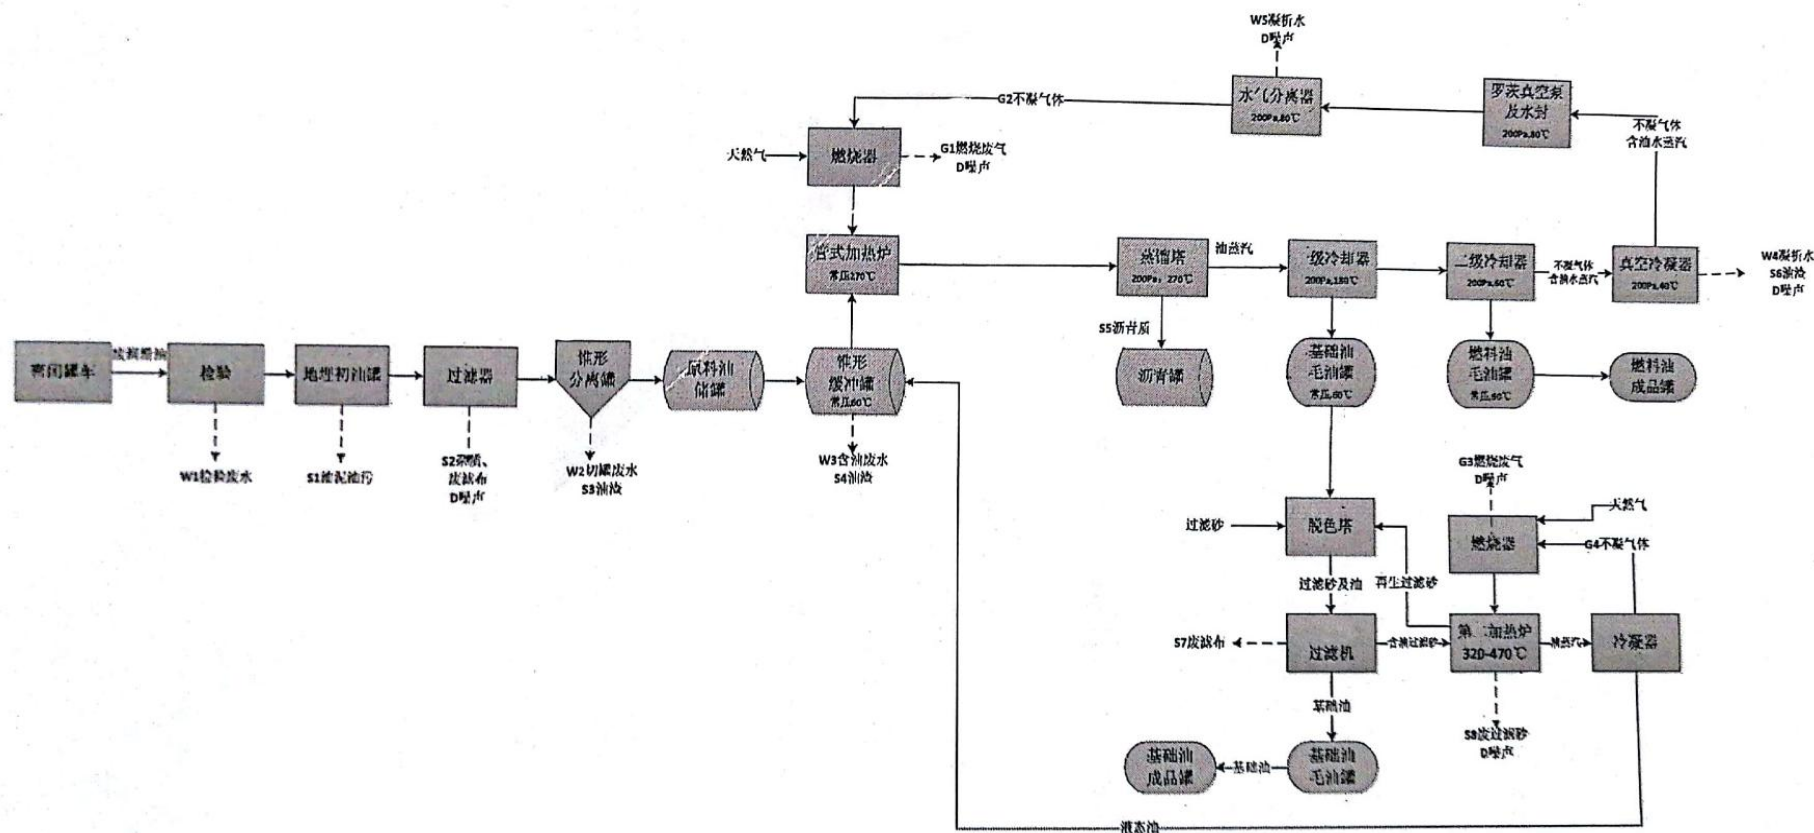 W5凝析水
D噪声
水气分离器
200Pa,80℃
罗茨真空泵
及水封
200Pa,80℃
G2不凝气体
不凝气体
含油水蒸汽
天然气
燃烧器
G1燃烧废气
D噪声
管式加热炉
常压270℃
蒸馏塔
200Pa，270℃
油蒸汽
一级冷却器
200Pa,180℃
二级冷却器
200Pa,60℃
不凝气体
含油水蒸汽
真空冷凝器
200Pa,40℃
W4凝析水
S6油渣
D噪声
密闭罐车
废润滑油
检验
地埋初油罐
过滤器
锥形
分离罐
原料油
储罐
锥形
缓冲罐
常压60℃
S5沥青质
沥青罐
基础油
毛油罐
常压,60℃
燃料油
毛油罐
常压,60℃
燃料油
成品罐
W1检验废水
S1油泥油污
S2杂质、
废滤布
D噪声
W2切罐废水
S3油渣
W3含油废水
S4油渣
G3燃烧废气
D噪声
过滤砂
脱色塔
燃烧器
天然气
G4不凝气体
过滤砂及油
再生过滤砂
S7废滤布
过滤机
含油过滤砂
第二加热炉
320-470℃
油蒸汽
冷凝器
基础油
S8废过滤砂
D噪声
基础油
成品罐
基础油
基础油
毛油罐
液态油